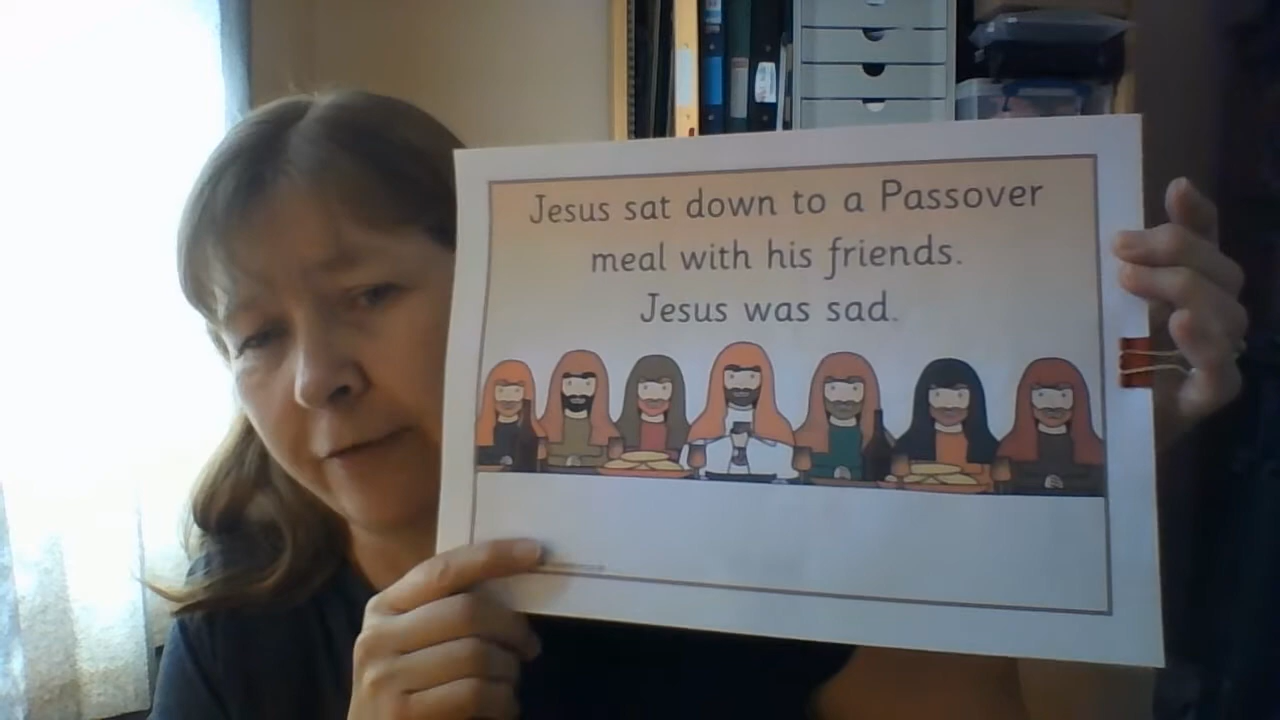 Jesus sat down to a Passover
meal with his friends.
Jesus was sad.